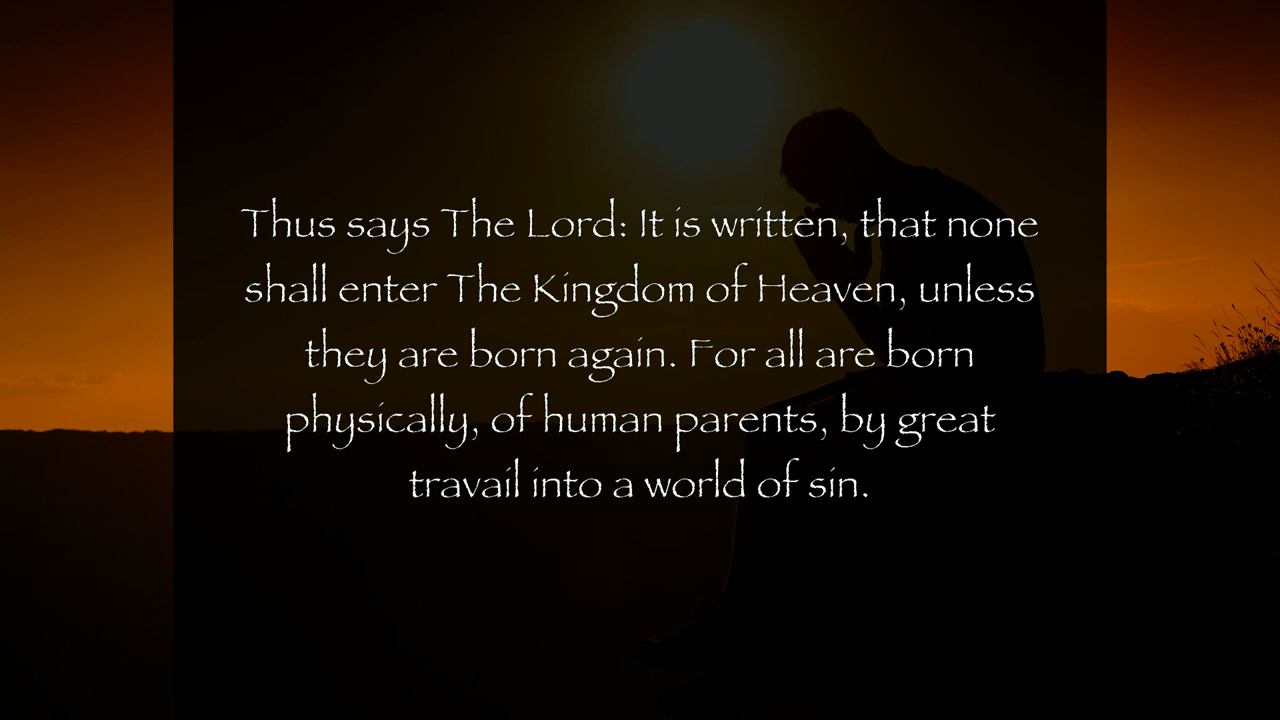 Thus says The Lord: It is written, that none
shall enter The Kingdom of Heaven, unless
they are born again. For all are born
physically, of human parents, by great
travail into a world of sin.